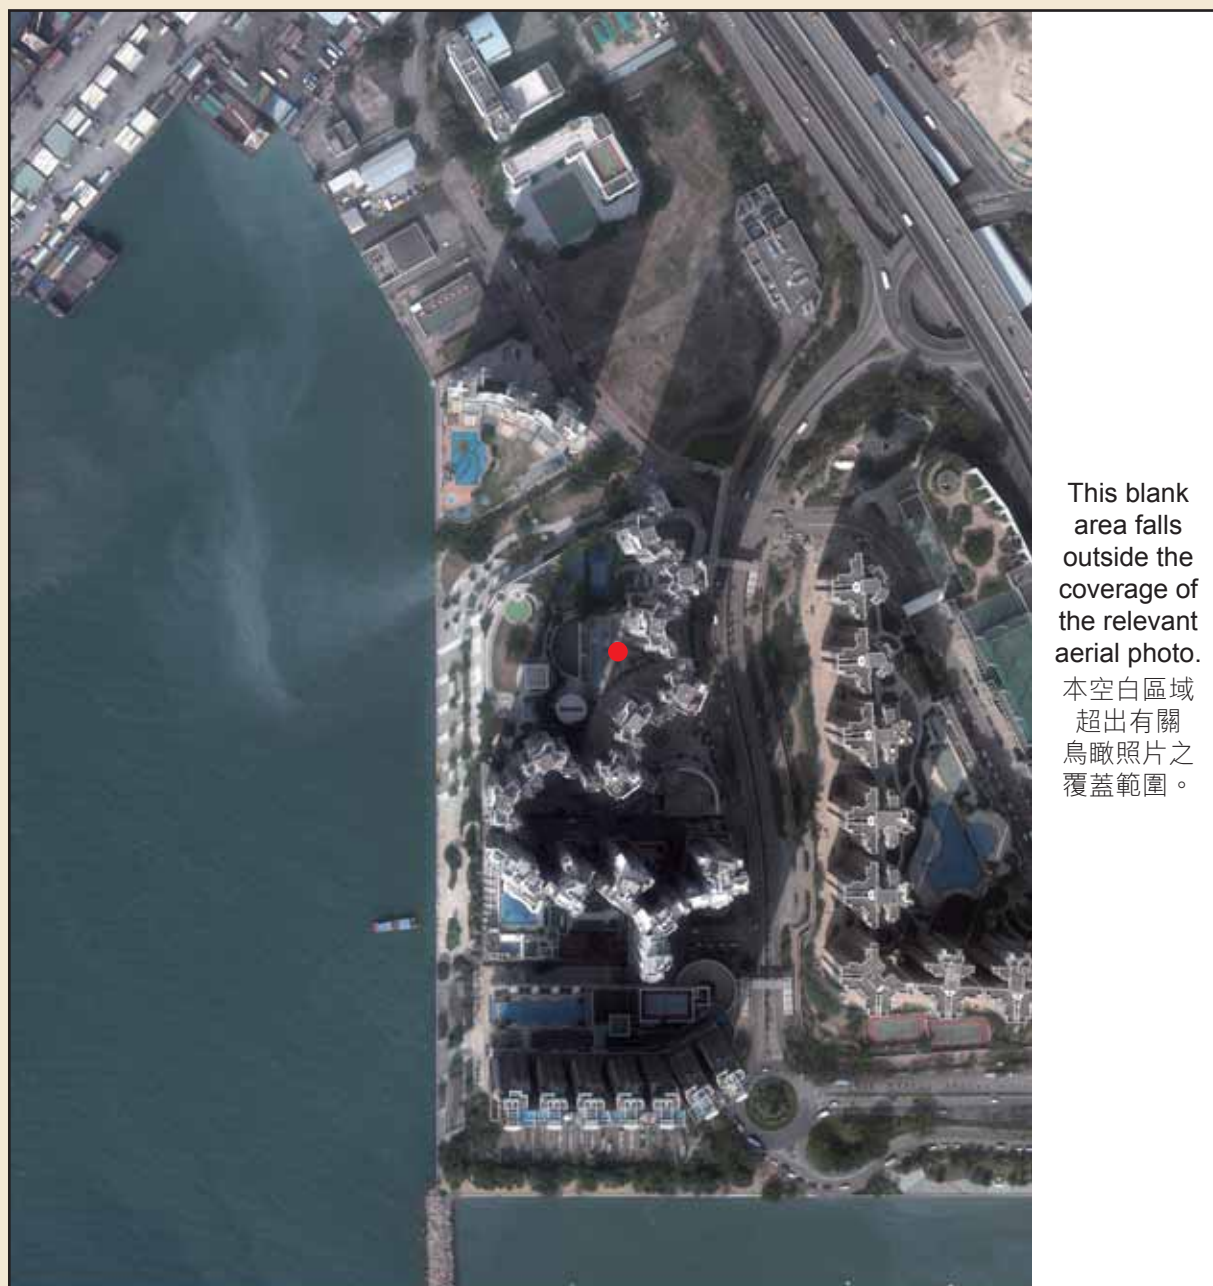 This blank
area falls
outside the
coverage of
the relevant
aerial photo.
本空白區域
超出有關
鳥瞰照片之
覆蓋範圍。